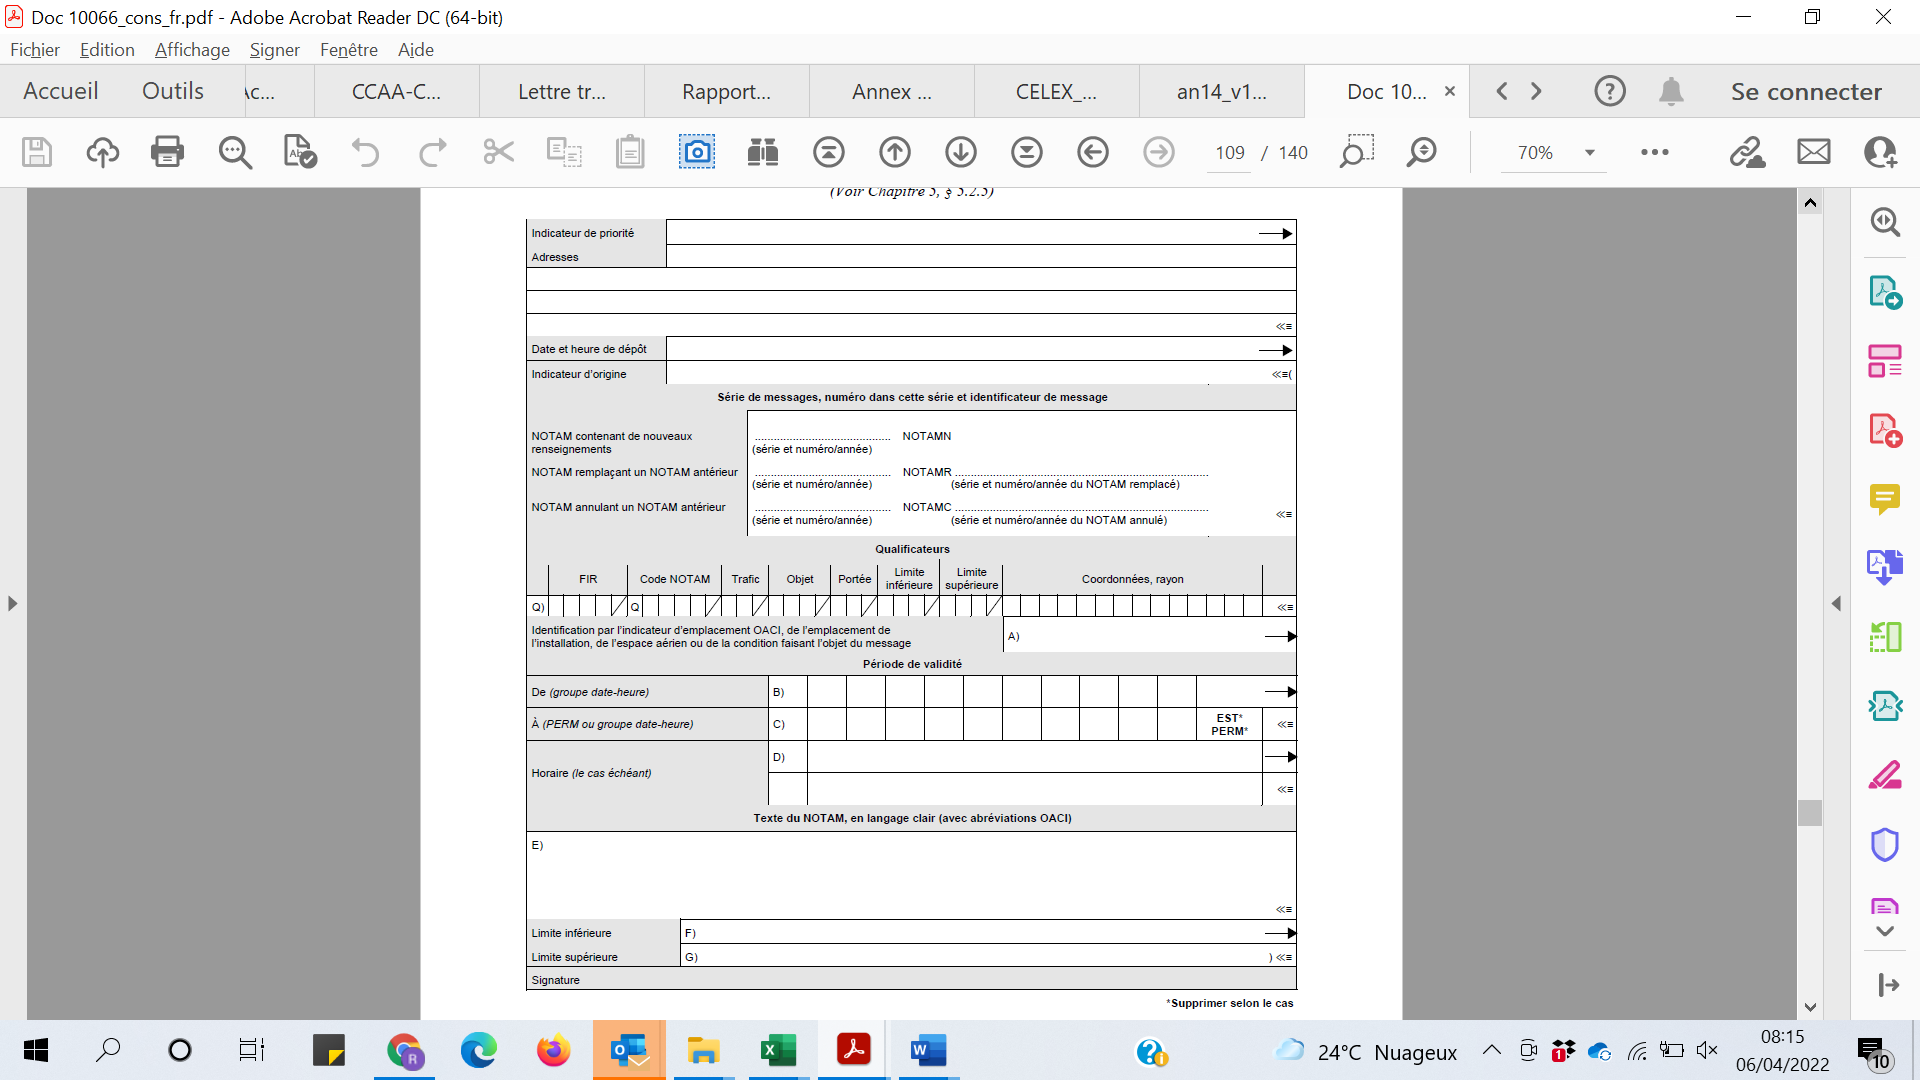 Doc 10066_cons_fr.pdf - Adobe Acrobat Reader DC (64-bit)
Fichier Edition Affichage Signer Fenêtre Aide
Accueil Outils Ac... CCAA-C... Lettre tr... Rapport... Annex ... CELEX_... an14_v1... Doc 10... × Se connecter
109 / 140 70%
(Voir Chapitre 5, § 5.2.5)
Indicateur de priorité
Adresses
≪≡
Date et heure de dépôt
Indicateur d'origine ≪≡(
Série de messages, numéro dans cette série et identificateur de message
NOTAM contenant de nouveaux renseignements ............................................ NOTAMN
(série et numéro/année)
NOTAM remplaçant un NOTAM antérieur ............................................ NOTAMR ..................................................................................
(série et numéro/année) (série et numéro/année du NOTAM remplacé)
NOTAM annulant un NOTAM antérieur ............................................ NOTAMC ..................................................................................
(série et numéro/année) (série et numéro/année du NOTAM annulé) ≪≡
Qualificateurs
FIR Code NOTAM Trafic Objet Portée Limite inférieure Limite supérieure Coordonnées, rayon
Q) Q ≪≡
Identification par l'indicateur d'emplacement OACI, de l'emplacement de
l'installation, de l'espace aérien ou de la condition faisant l'objet du message A)
Période de validité
De (groupe date-heure) B)
À (PERM ou groupe date-heure) C) EST* PERM* ≪≡
Horaire (le cas échéant) D)
≪≡
Texte du NOTAM, en langage clair (avec abréviations OACI)
E)
≪≡
Limite inférieure F)
Limite supérieure G) ) ≪≡
Signature
*Supprimer selon le cas
24°C Nuageux
08:15
06/04/2022
10